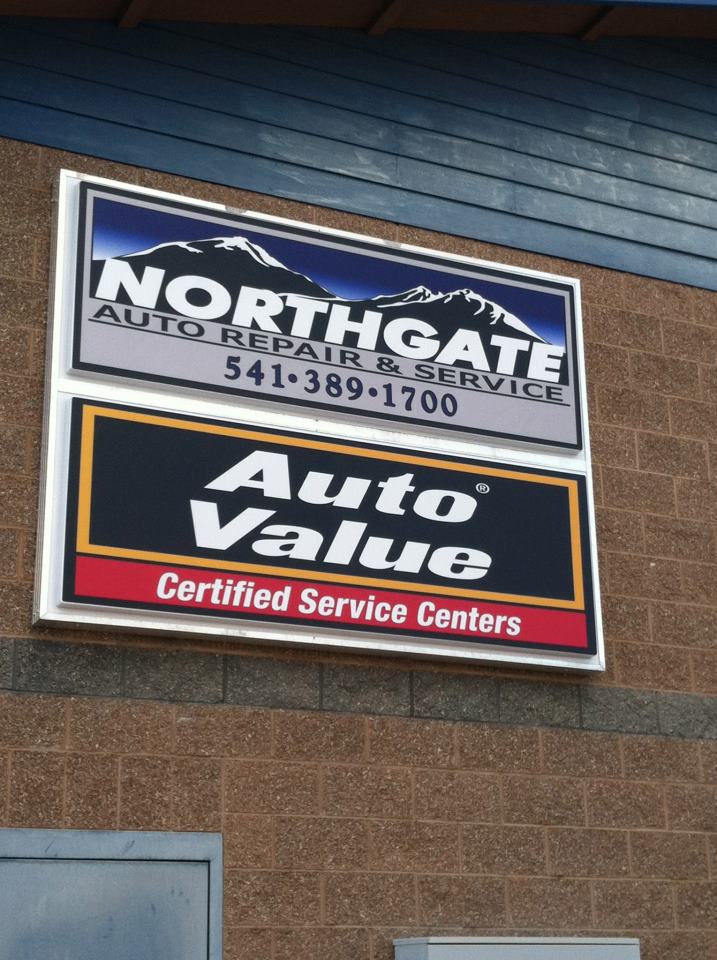 NORTHGATE
AUTO REPAIR & SERVICE
541•389•1700
Auto®
Value
Certified Service Centers